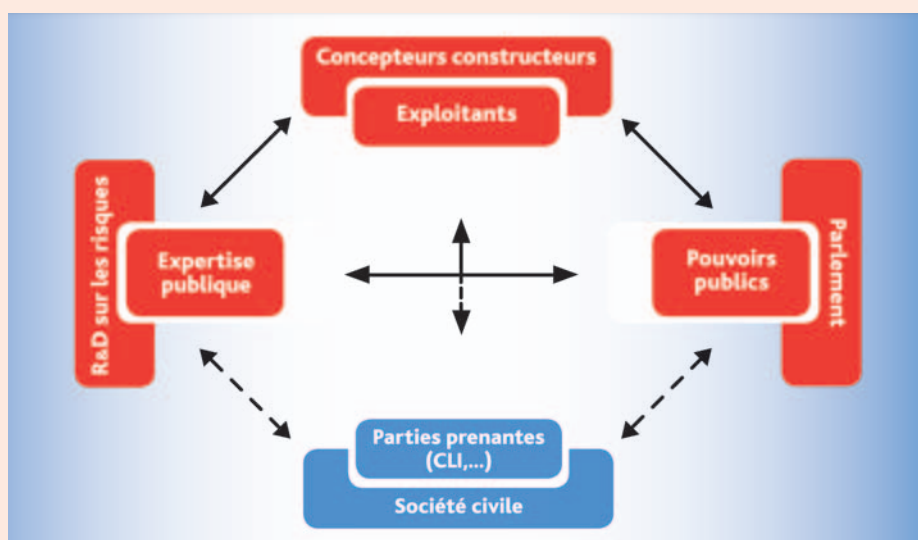 Concepteurs constructeurs
Exploitants
R&D sur les risques
Expertise
publique
Pouvoirs
publics
Parlement
Parties prenantes
(CLI,...)
Société civile